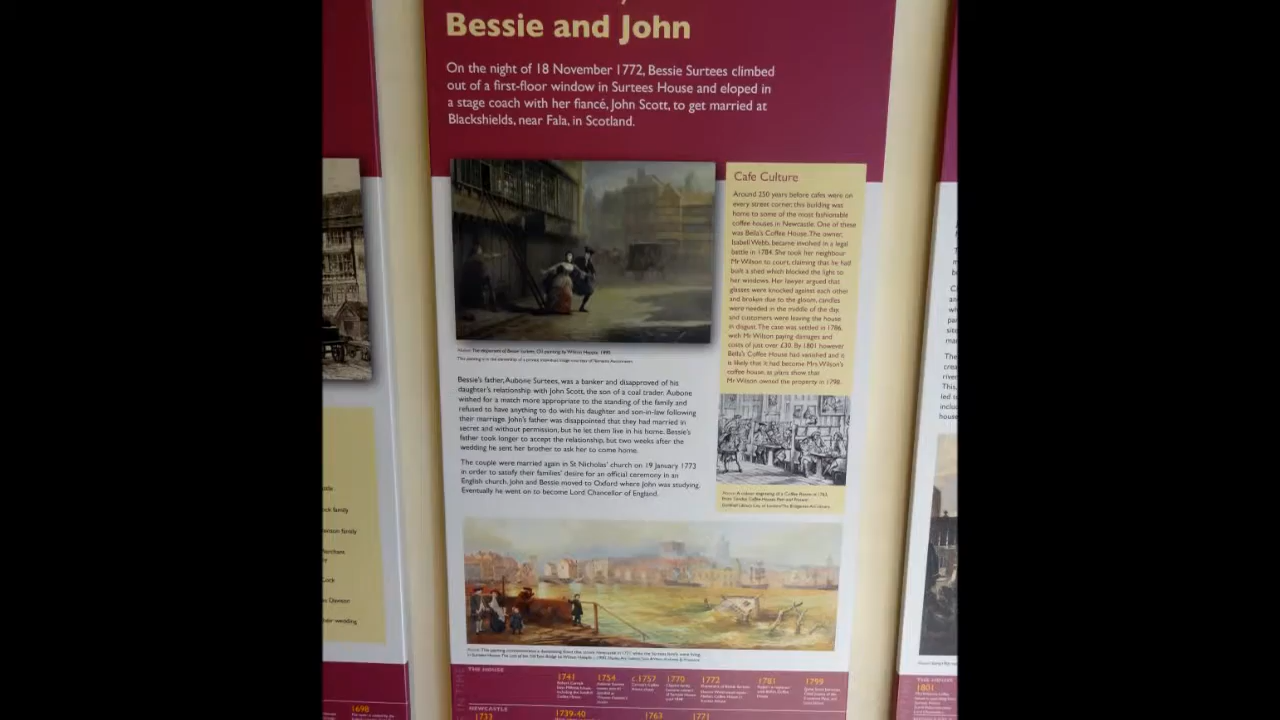 Bessie and John
On the night of 18 November 1772, Bessie Surtees climbed
out of a first-floor window in Surtees House and eloped in
a stage coach with her fiancé, John Scott, to get married at
Blackshields, near Fala, in Scotland.
Cafe Culture
Around 250 years before cafes were on
every street corner, this building was
home to some of the most fashionable
coffee houses in Newcastle. One of these
was Bella's Coffee House. The owner,
Isabell Webb, became involved in a legal
battle in 1784. She took her neighbour
Mr Wilson to court, claiming that he had
built a shed which blocked the light to
her windows. Her lawyer argued that
glasses were knocked against each other
and broken due to the gloom, candles
were needed in the middle of the day,
and customers were leaving the house
in disgust. The case was settled in 1786,
with Mr Wilson paying damages and
costs of just over £30. By 1801 however
Bella's Coffee House had vanished and it
is likely that it had become Mrs Wilson's
coffee house, as plans show that
Mr Wilson owned the property in 1798.
Bessie's father, Aubone Surtees, was a banker and disapproved of his
daughter's relationship with John Scott, the son of a coal trader. Aubone
wished for a match more appropriate to the standing of the family and
refused to have anything to do with his daughter and son-in-law following
their marriage. John's father was disappointed that they had married in
secret and without permission, but he let them live in his home. Bessie's
father took longer to accept the relationship, but two weeks after the
wedding he sent her brother to ask her to come home.
The couple were married again in St Nicholas' church on 19 January 1773
in order to satisfy their families' desire for an official ceremony in an
English church. John and Bessie moved to Oxford where John was studying.
Eventually he went on to become Lord Chancellor of England.
THE HOUSE
1741 1754 c.1757 1770 1772 1781 1799
NEWCASTLE
1733 1739-40 1763 1771
1698
1801